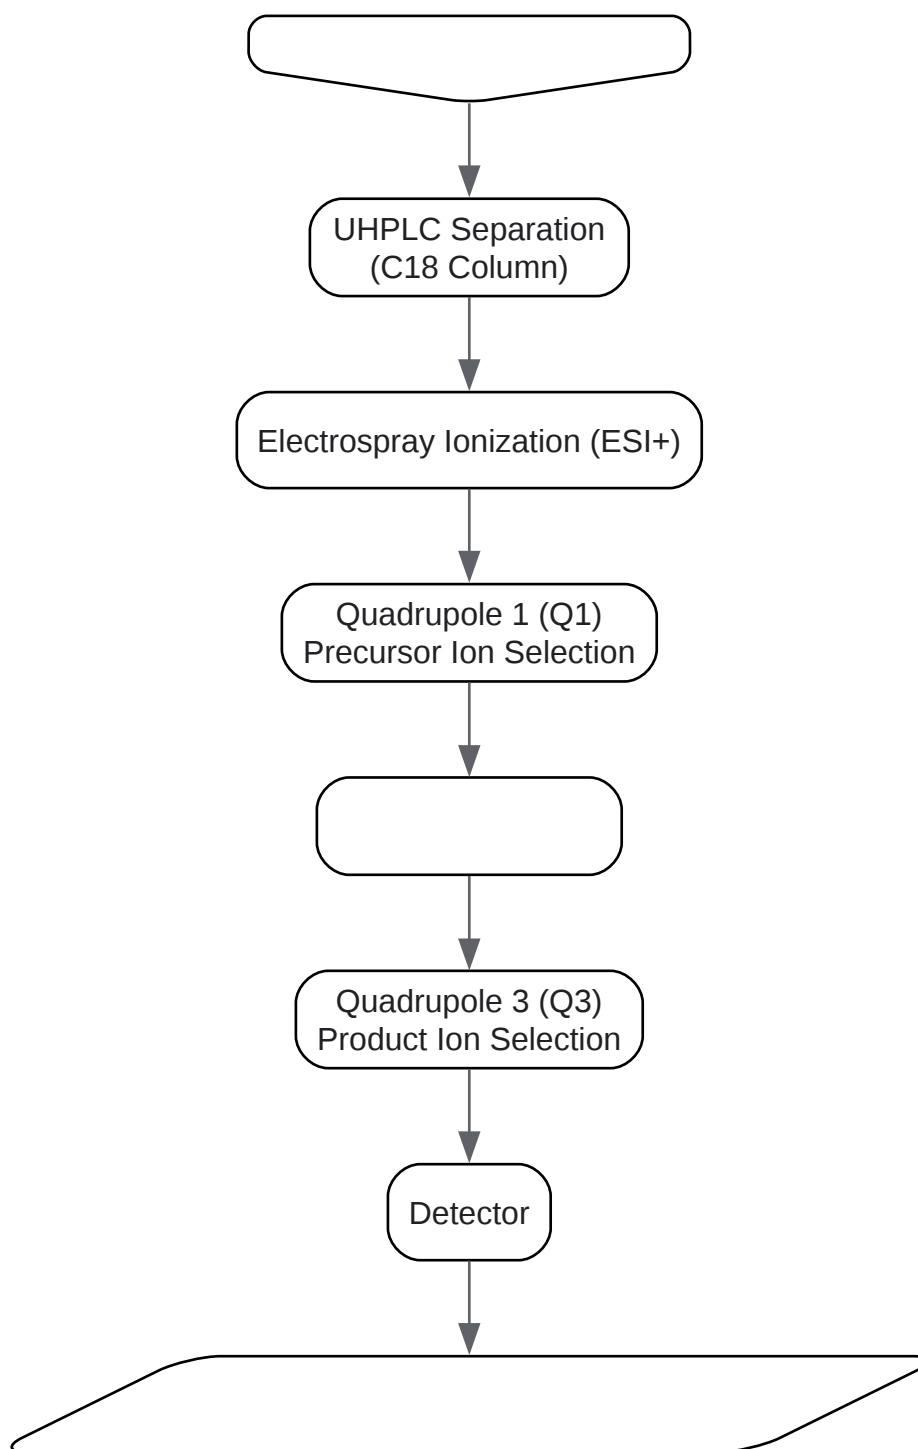 UHPLC Separation
(C18 Column)
Electrospray Ionization (ESI+)
Quadrupole 1 (Q1)
Precursor Ion Selection
Quadrupole 3 (Q3)
Product Ion Selection
Detector